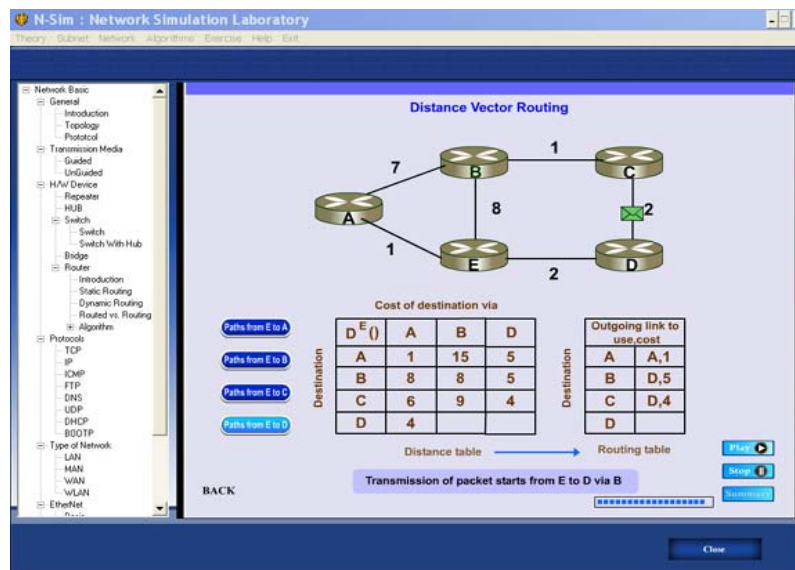 N-Sim : Network Simulation Laboratory
Theory Subnet Network Algorithms Exercise Help Exit
Network Basic
General
Introduction
Topology
Prototcol
Transmission Media
Guided
UnGuided
H/W Device
Repeater
HUB
Switch
Switch
Switch With Hub
Bridge
Router
Introduction
Static Routing
Dynamic Routing
Routed vs. Routing
Algorithm
Protocols
TCP
IP
ICMP
FTP
DNS
UDP
DHCP
BOOTP
Type of Network
LAN
MAN
WAN
WLAN
EtherNet
Distance Vector Routing
1
7 B C
8 2
A
1 E D
2
Cost of destination via
Paths from E to A
Paths from E to B
Paths from E to C
Paths from E to D
Destination
D E () A B D
A 1 15 5
B 8 8 5
C 6 9 4
D 4
Distance table
Destination
Outgoing link to
use,cost
A A,1
B D,5
C D,4
D
Routing table
Play
Stop
Summary
Transmission of packet starts from E to D via B
BACK
Close